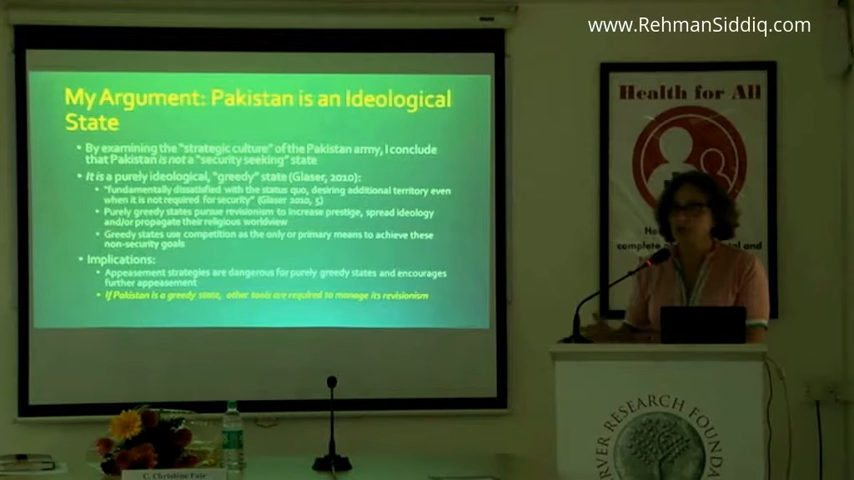 www.RehmanSiddiq.com
My Argument: Pakistan is an Ideological
State
• By examining the "strategic culture" of the Pakistan army, I conclude
that Pakistan is not a "security seeking" state
• It is a purely ideological, "greedy" state (Glaser, 2010):
• "fundamentally dissatisfied with the status quo, desiring additional territory even
when it is not required for security" (Glaser 2010, 5)
• Purely greedy states pursue revisionism to increase prestige, spread ideology
and/or propagate their religious worldview
• Greedy states use competition as the only or primary means to achieve these
non-security goals
• Implications:
• Appeasement strategies are dangerous for purely greedy states and encourages
further appeasement
• If Pakistan is a greedy state, other tools are required to manage its revisionism
Health for All
complete
and
RVER RESEARCH FOUNDA
C. Christine Fair